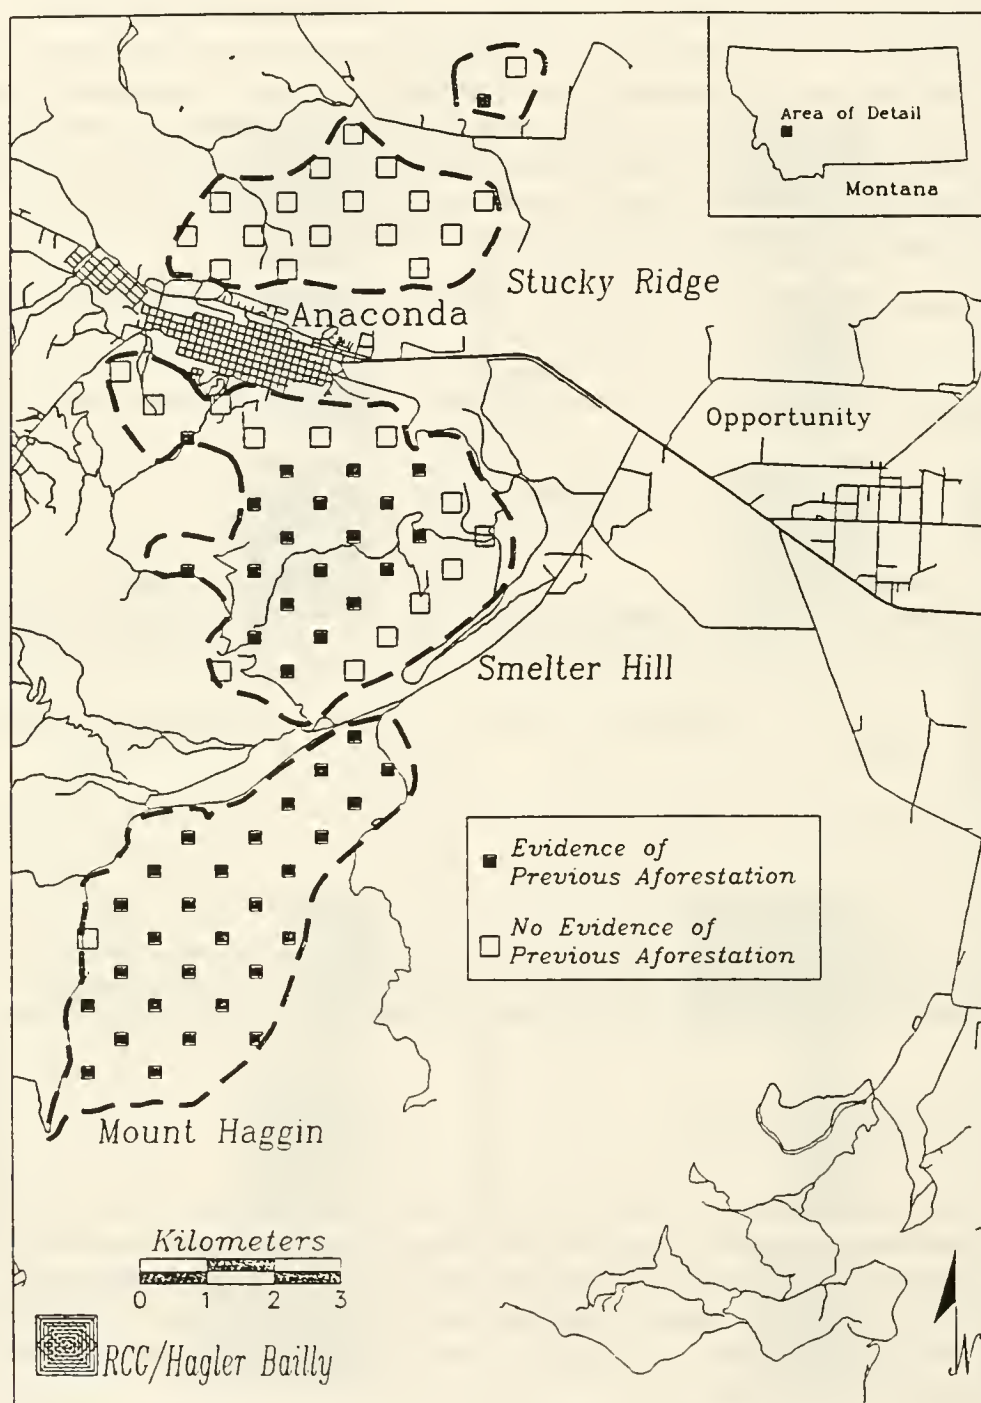 Area of Detail
Montana
Stucky Ridge
Anaconda
Opportunity
Smelter Hill
Evidence of
Previous Aforestation
No Evidence of
Previous Aforestation
Mount Haggin
Kilometers
0 1 2 3
RCG/Hagler Bailly
N